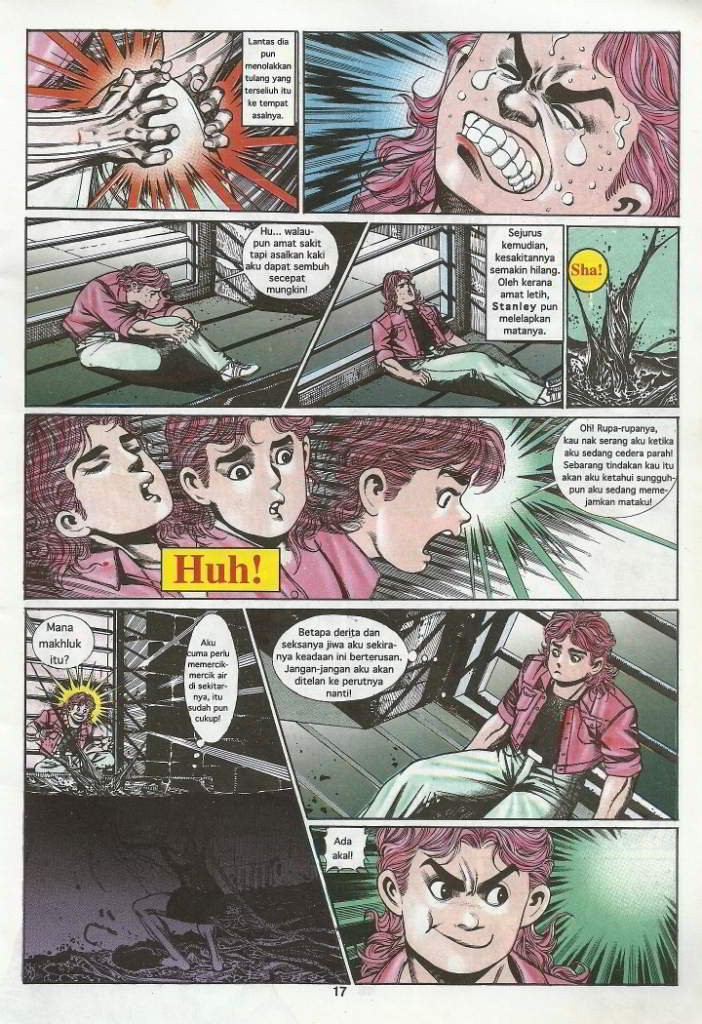 Lantas dia
pun
menolakkan
tulang yang
terseliuh itu
ke tempat
asalnya.
Hu... walau-
pun amat sakit
tapi asalkan kaki
aku dapat sembuh
secepat
mungkin!
Sejurus
kemudian,
kesakitannya
semakin hilang.
Oleh kerana
amat letih,
Stanley pun
melelapkan
matanya.
Sha!
Huh!
Oh! Rupa-rupanya,
kau nak serang aku ketika
aku sedang cedera parah!
Sebarang tindakan kau itu
akan aku ketahui sungguh-
pun aku sedang meme-
jamkan mataku!
Mana
makhluk
itu?
Aku
cuma perlu
memercik-
mercik air
di sekitar-
nya, itu
sudah pun
cukup!
Betapa derita dan
seksanya jiwa aku sekira-
nya keadaan ini berterusan.
Jangan-jangan aku akan
ditelan ke perutnya
nanti!
Ada
akal!
17